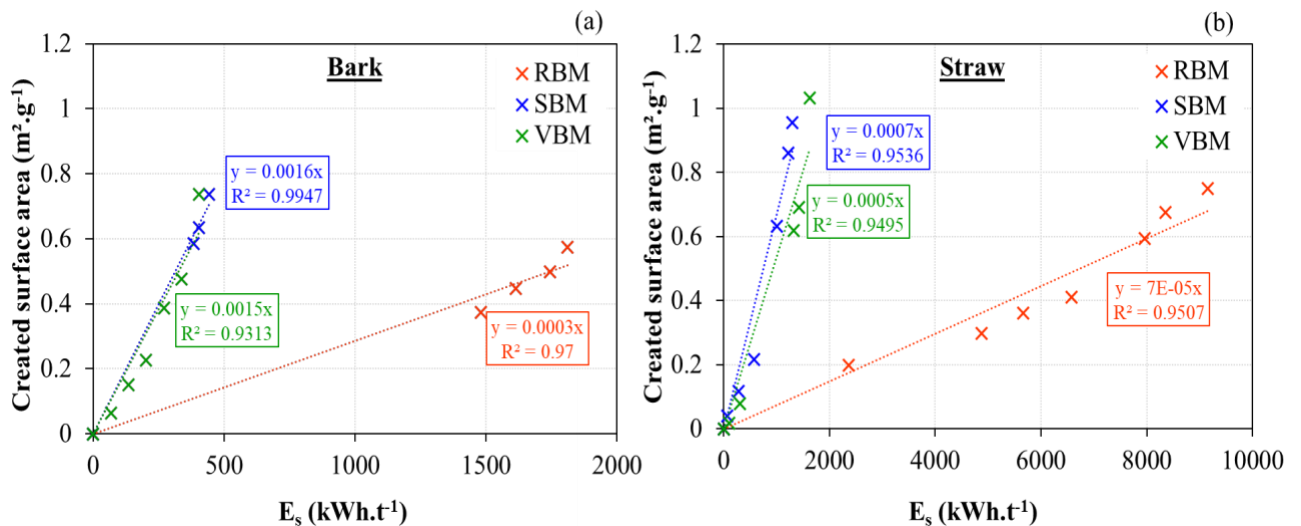 (a)
Bark
Created surface area (m².g⁻¹)
1.2
1
0.8
0.6
0.4
0.2
0
RBM
SBM
VBM
y = 0.0016x
R² = 0.9947
y = 0.0015x
R² = 0.9313
y = 0.0003x
R² = 0.97
0 500 1000 1500 2000
Eₛ (kWh.t⁻¹)
(b)
Straw
Created surface area (m².g⁻¹)
1.2
1
0.8
0.6
0.4
0.2
0
RBM
SBM
VBM
y = 0.0007x
R² = 0.9536
y = 0.0005x
R² = 0.9495
y = 7E-05x
R² = 0.9507
0 2000 4000 6000 8000 10000
Eₛ (kWh.t⁻¹)